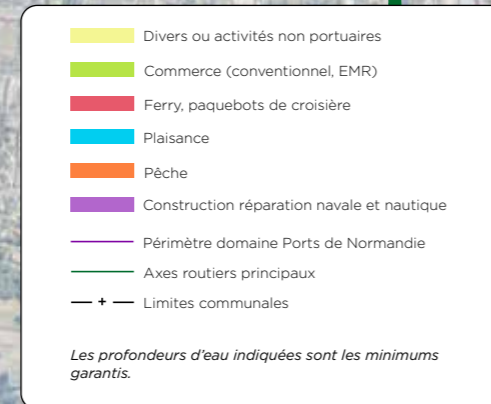 Divers ou activités non portuaires
Commerce (conventionnel, EMR)
Ferry, paquebots de croisière
Plaisance
Pêche
Construction réparation navale et nautique
Périmètre domaine Ports de Normandie
Axes routiers principaux
Limites communales
Les profondeurs d'eau indiquées sont les minimums
garantis.